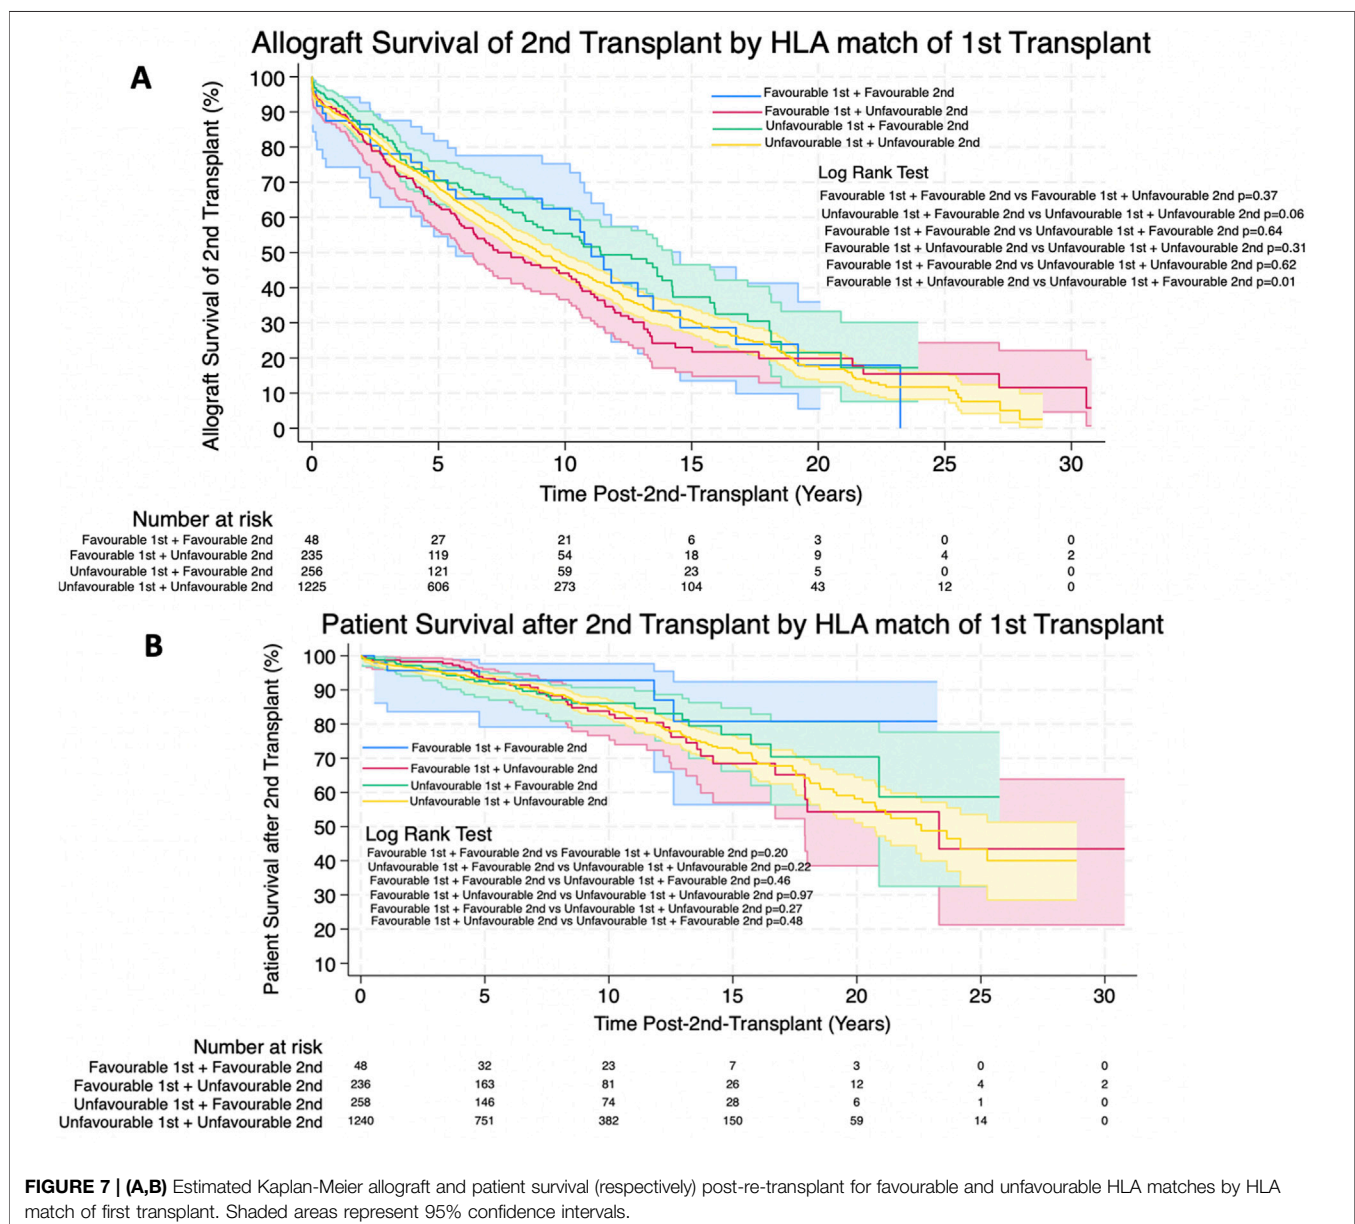 Allograft Survival of 2nd Transplant by HLA match of 1st Transplant
A
Allograft Survival of 2nd Transplant (%)
100
90
80
70
60
50
40
30
20
10
0
Favourable 1st + Favourable 2nd
Favourable 1st + Unfavourable 2nd
Unfavourable 1st + Favourable 2nd
Unfavourable 1st + Unfavourable 2nd
Log Rank Test
Favourable 1st + Favourable 2nd vs Favourable 1st + Unfavourable 2nd p=0.37
Unfavourable 1st + Favourable 2nd vs Unfavourable 1st + Unfavourable 2nd p=0.06
Favourable 1st + Favourable 2nd vs Unfavourable 1st + Favourable 2nd p=0.64
Favourable 1st + Unfavourable 2nd vs Unfavourable 1st + Unfavourable 2nd p=0.31
Favourable 1st + Favourable 2nd vs Unfavourable 1st + Unfavourable 2nd p=0.62
Favourable 1st + Unfavourable 2nd vs Unfavourable 1st + Favourable 2nd p=0.01
0 5 10 15 20 25 30
Time Post-2nd-Transplant (Years)
Number at risk
Favourable 1st + Favourable 2nd 48 27 21 6 3 0 0
Favourable 1st + Unfavourable 2nd 235 119 54 18 9 4 2
Unfavourable 1st + Favourable 2nd 256 121 59 23 5 0 0
Unfavourable 1st + Unfavourable 2nd 1225 606 273 104 43 12 0
Patient Survival after 2nd Transplant by HLA match of 1st Transplant
B
Patient Survival after 2nd Transplant (%)
100
90
80
70
60
50
40
30
20
10
Favourable 1st + Favourable 2nd
Favourable 1st + Unfavourable 2nd
Unfavourable 1st + Favourable 2nd
Unfavourable 1st + Unfavourable 2nd
Log Rank Test
Favourable 1st + Favourable 2nd vs Favourable 1st + Unfavourable 2nd p=0.20
Unfavourable 1st + Favourable 2nd vs Unfavourable 1st + Unfavourable 2nd p=0.22
Favourable 1st + Favourable 2nd vs Unfavourable 1st + Favourable 2nd p=0.46
Favourable 1st + Unfavourable 2nd vs Unfavourable 1st + Unfavourable 2nd p=0.97
Favourable 1st + Favourable 2nd vs Unfavourable 1st + Unfavourable 2nd p=0.27
Favourable 1st + Unfavourable 2nd vs Unfavourable 1st + Favourable 2nd p=0.48
0 5 10 15 20 25 30
Time Post-2nd-Transplant (Years)
Number at risk
Favourable 1st + Favourable 2nd 48 32 23 7 3 0 0
Favourable 1st + Unfavourable 2nd 236 163 81 26 12 4 2
Unfavourable 1st + Favourable 2nd 258 146 74 28 6 1 0
Unfavourable 1st + Unfavourable 2nd 1240 751 382 150 59 14 0
FIGURE 7 | (A,B) Estimated Kaplan-Meier allograft and patient survival (respectively) post-re-transplant for favourable and unfavourable HLA matches by HLA
match of first transplant. Shaded areas represent 95% confidence intervals.